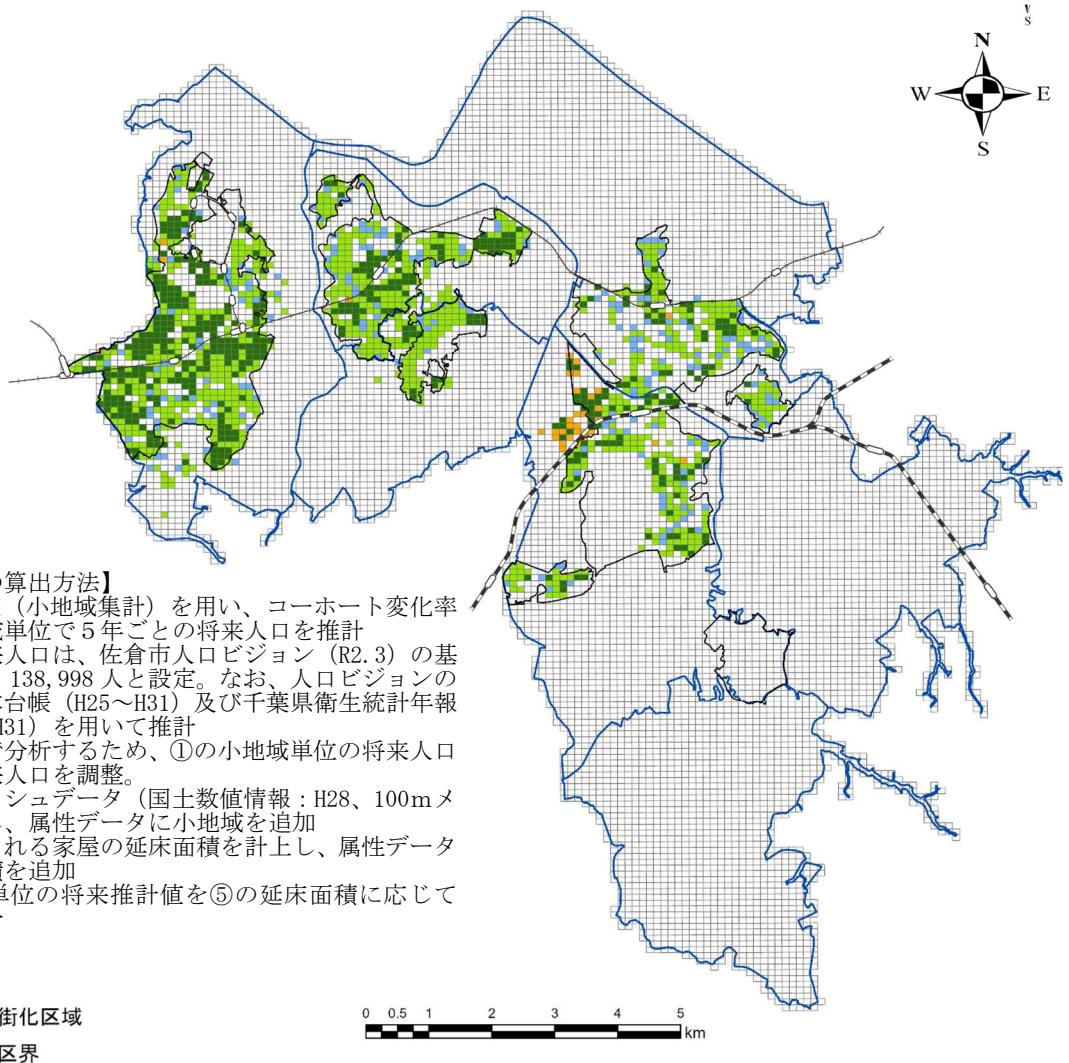 N
W E
S
算出方法】
(小地域集計)を用い、コーホート変化率
単位で5年ごとの将来人口を推計
人口は、佐倉市人口ビジョン(R2.3)の基
138,998人と設定。なお、人口ビジョンの
台帳(H25～H31)及び千葉県衛生統計年報
H31)を用いて推計
分析するため、①の小地域単位の将来人口
人口を調整。
シュデータ(国土数値情報:H28、100mメ
、属性データに小地域を追加
れる家屋の延床面積を計上し、属性データ
を追加
単位の将来推計値を⑤の延床面積に応じて
街化区域
区界
0 0.5 1 2 3 4 5
km